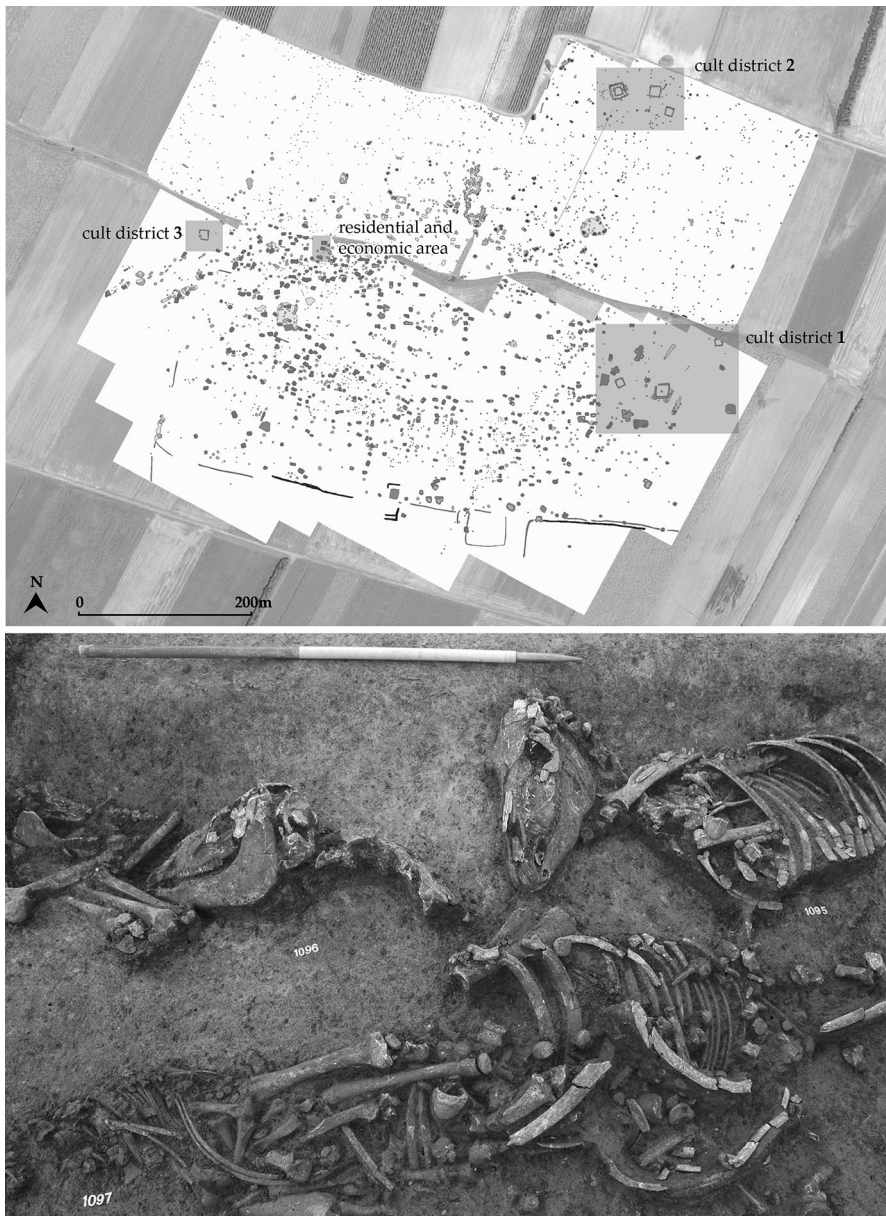 cult district 2
cult district 3
residential and
economic area
cult district 1
N
0
200m
1095
1096
1097